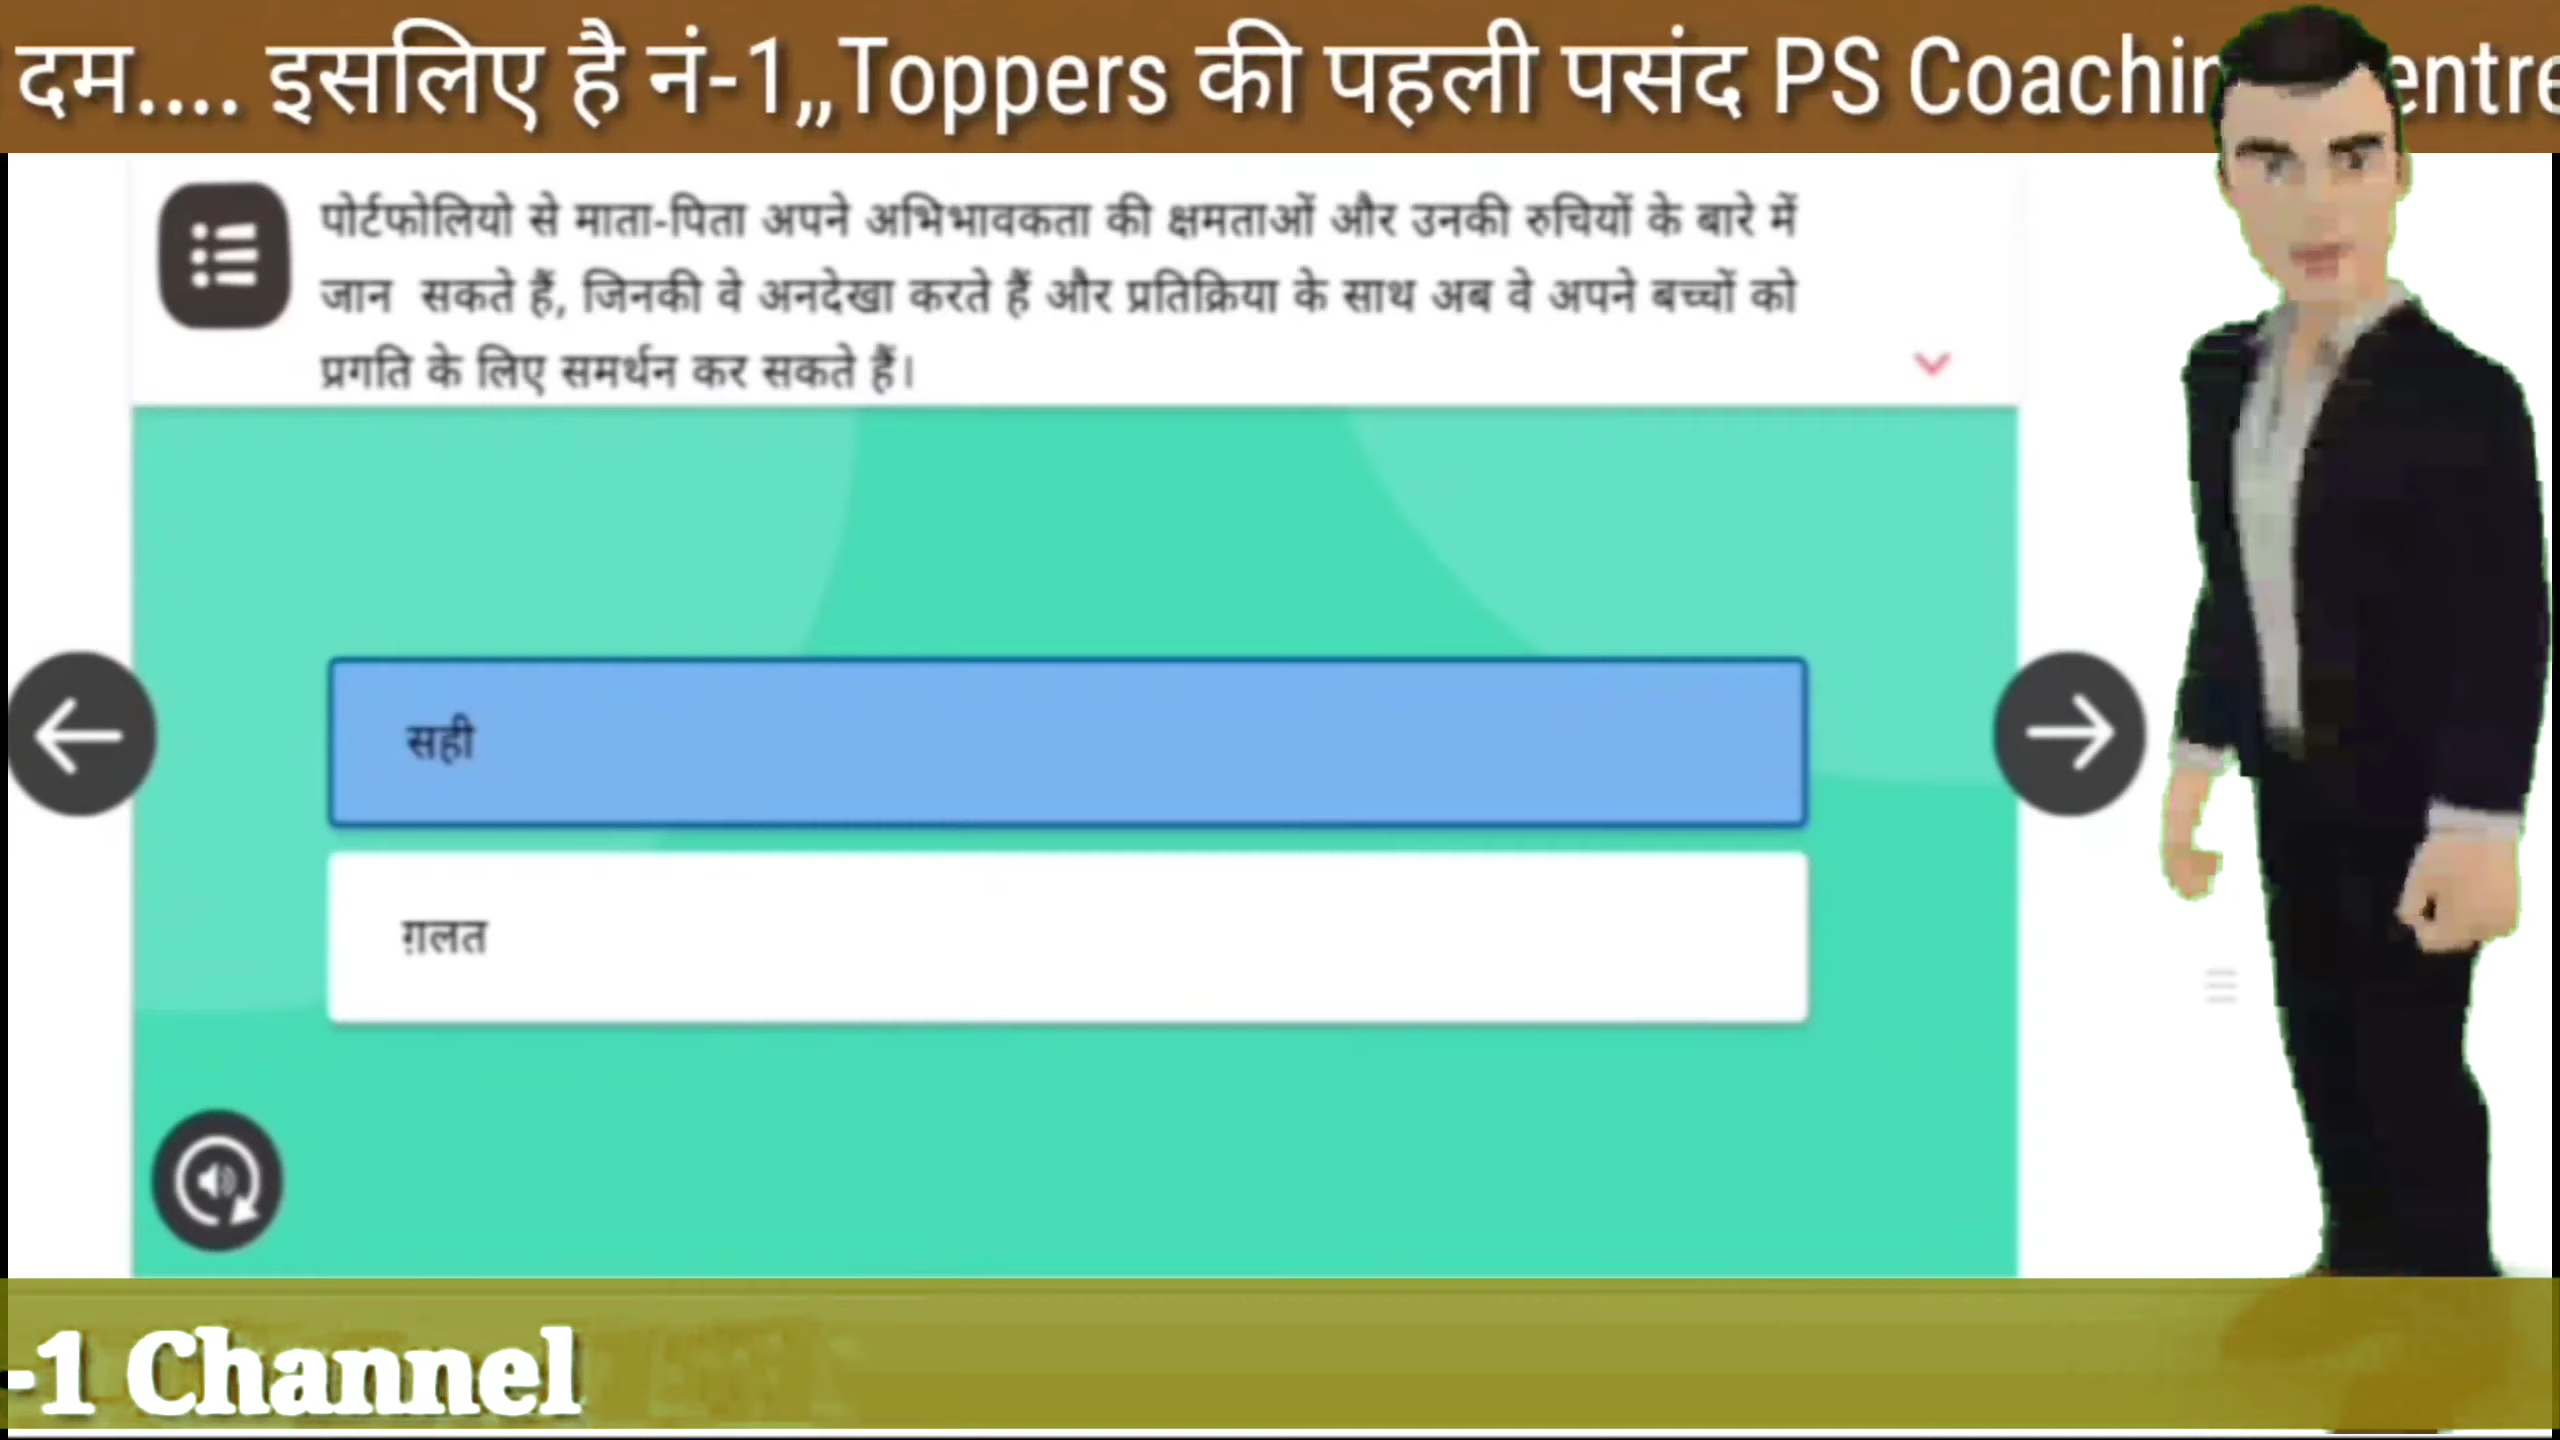 दम.... इसलिए है नं-1,,Toppers की पहली पसंद PS Coachin entre
पोर्टफोलियो से माता-पिता अपने अभिभावकता की क्षमताओं और उनकी रुचियों के बारे में
जान सकते हैं, जिनकी वे अनदेखा करते हैं और प्रतिक्रिया के साथ अब वे अपने बच्चों को
प्रगति के लिए समर्थन कर सकते हैं।
सही
ग़लत
-1 Channel